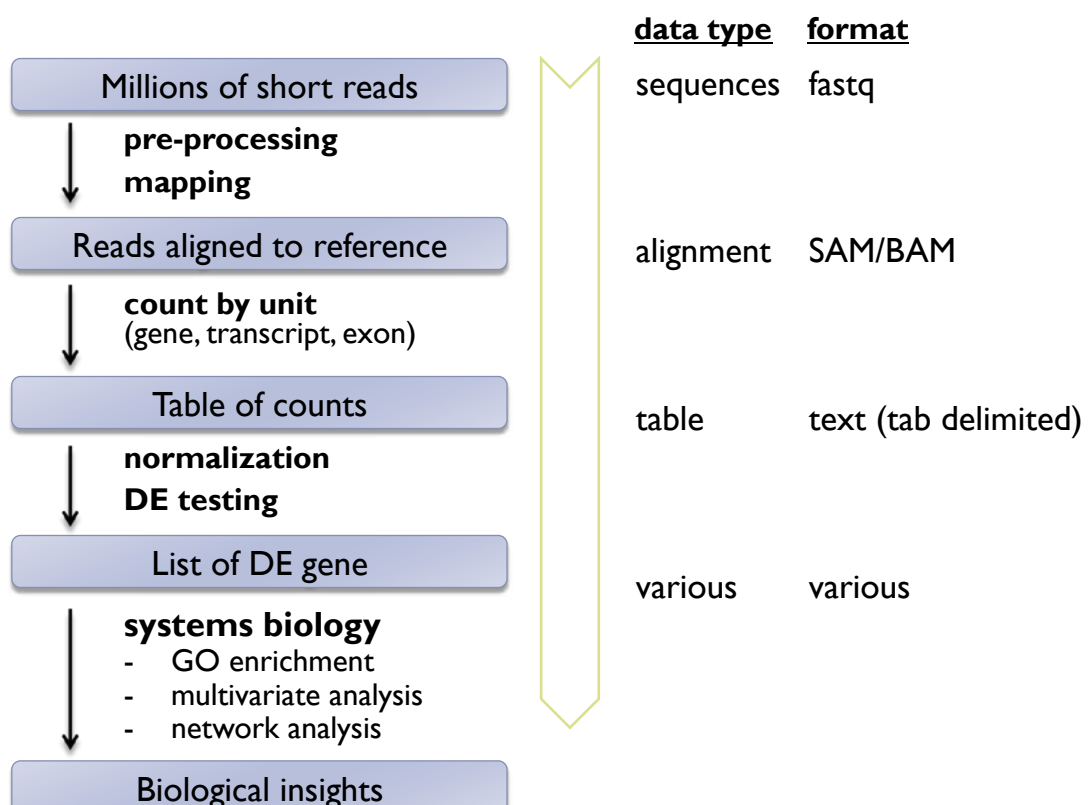 data type format
Millions of short reads
sequences fastq
pre-processing
mapping
Reads aligned to reference
alignment SAM/BAM
count by unit
(gene, transcript, exon)
Table of counts
table text (tab delimited)
normalization
DE testing
List of DE gene
various various
systems biology
- GO enrichment
- multivariate analysis
- network analysis
Biological insights